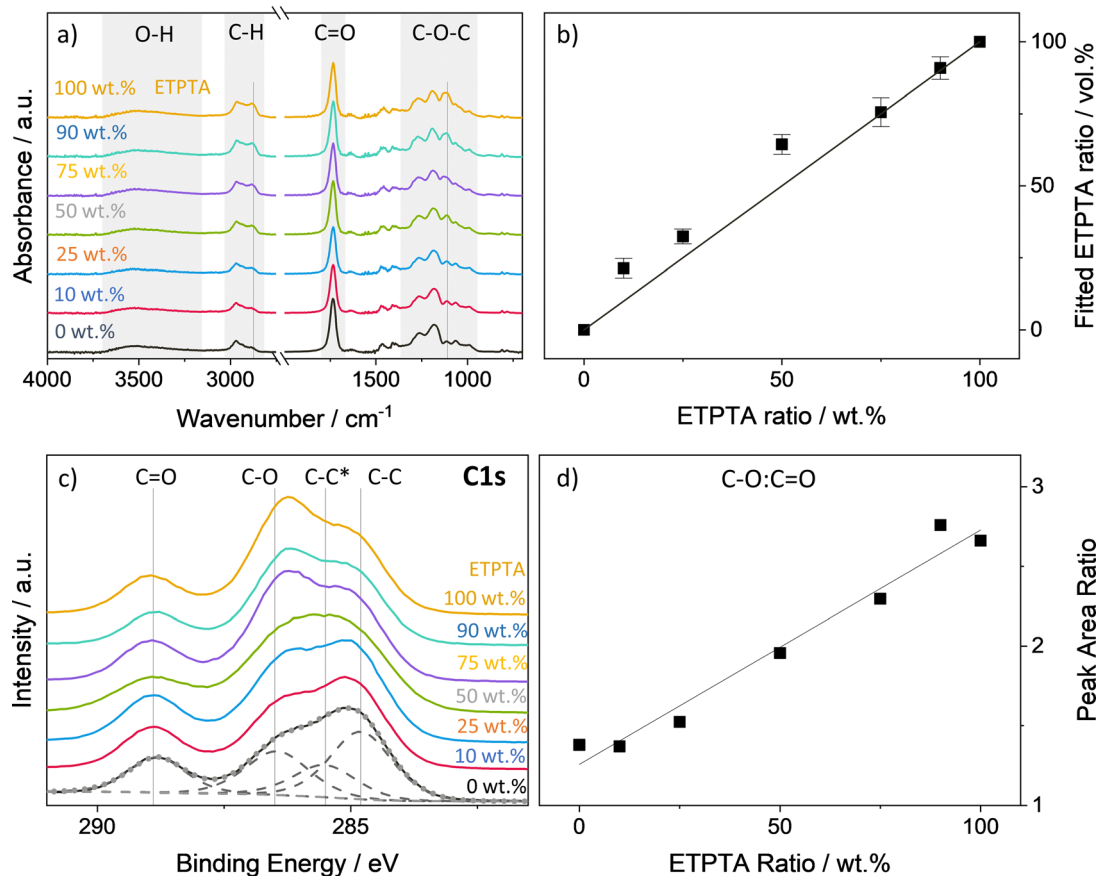 a)
O-H
C-H
C=O
C-O-C
100 wt.%
ETPTA
90 wt.%
75 wt.%
50 wt.%
25 wt.%
10 wt.%
0 wt.%
Absorbance / a.u.
4000
3500
3000
1500
1000
Wavenumber / cm⁻¹
b)
100
50
0
Fitted ETPTA ratio / vol.%
0
50
100
ETPTA ratio / wt.%
c)
C=O
C-O
C-C*
C-C
C1s
ETPTA
100 wt.%
90 wt.%
75 wt.%
50 wt.%
25 wt.%
10 wt.%
0 wt.%
Intensity / a.u.
290
285
Binding Energy / eV
d)
C-O:C=O
3
2
1
Peak Area Ratio
0
50
100
ETPTA Ratio / wt.%